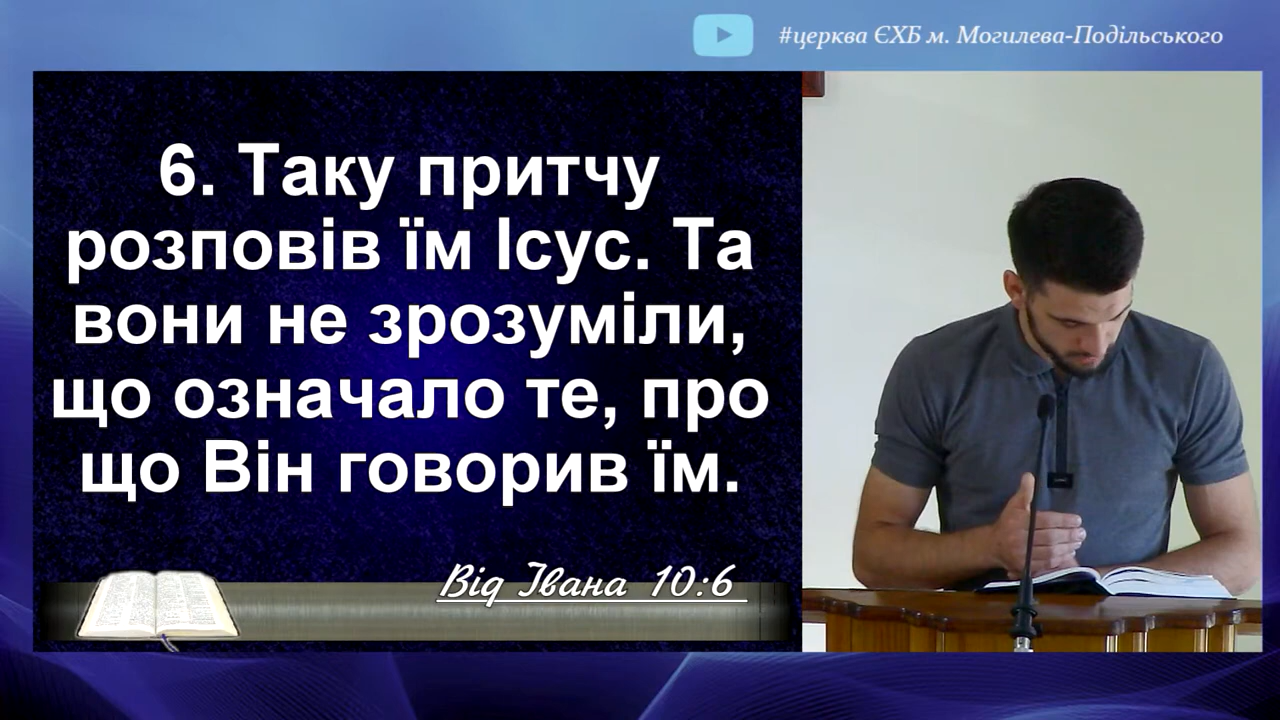 #церква ЄХБ м. Могилева-Подільського
6. Таку притчу
розповів їм Ісус. Та
вони не зрозуміли,
що означало те, про
що Він говорив їм.
Від Івана 10:6